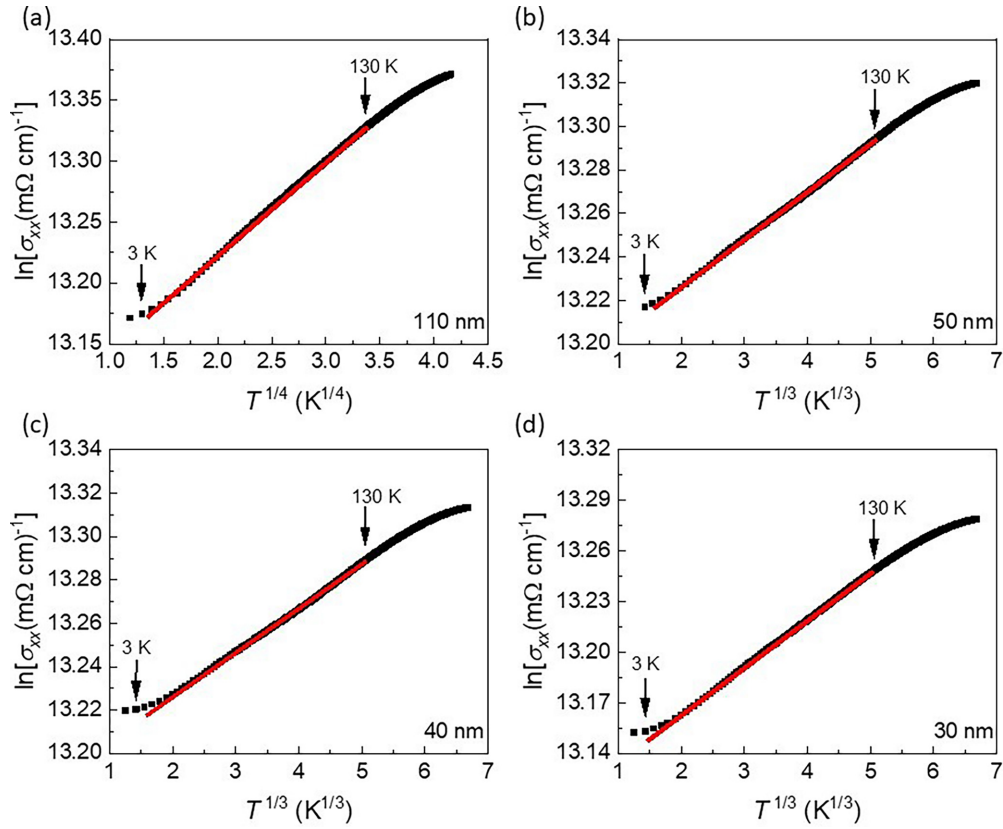 (a)
13.40
13.35
13.30
13.25
13.20
13.15
1.0 1.5 2.0 2.5 3.0 3.5 4.0 4.5
ln[σxx(mΩ cm)-1]
T 1/4 (K1/4)
130 K
3 K
110 nm
(b)
13.34
13.32
13.30
13.28
13.26
13.24
13.22
13.20
1 2 3 4 5 6 7
ln[σxx(mΩ cm)-1]
T 1/3 (K1/3)
130 K
3 K
50 nm
(c)
13.34
13.32
13.30
13.28
13.26
13.24
13.22
13.20
1 2 3 4 5 6 7
ln[σxx(mΩ cm)-1]
T 1/3 (K1/3)
130 K
3 K
40 nm
(d)
13.32
13.29
13.26
13.20
13.17
13.14
1 2 3 4 5 6 7
ln[σxx(mΩ cm)-1]
T 1/3 (K1/3)
130 K
3 K
30 nm